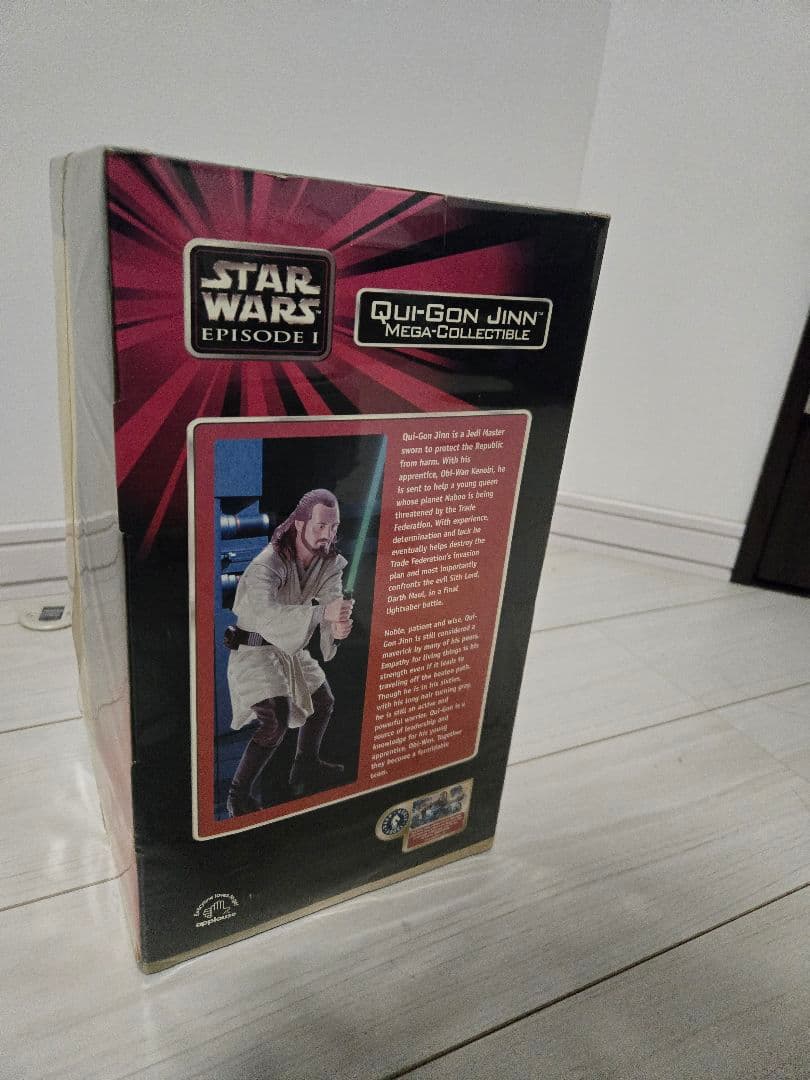 STAR
WARS™
EPISODE I
QUI-GON JINN™
MEGA-COLLECTIBLE
Qui-Gon Jinn is a Jedi Master
sworn to protect the Republic
from harm. With his
apprentice, Obi-Wan Kenobi, he
is sent to help a young queen
whose planet Naboo is being
threatened by the Trade
Federation. With experience,
determination and luck he
eventually helps destroy the
Trade Federation's invasion
plan and most importantly
confronts the evil Sith Lord,
Darth Maul, in a final
lightsaber battle.
Noble, patient and wise, Qui-
Gon Jinn is still considered a
maverick by many of his peers.
Empathy for living things is his
strength even if it leads to
traveling off the beaten path.
Though he is in his sixties,
with his long hair turning gray,
he is still an active and
powerful warrior. Qui-Gon is a
source of leadership and
knowledge for his young
apprentice, Obi-Wan. Together
they become a formidable
team.
applause